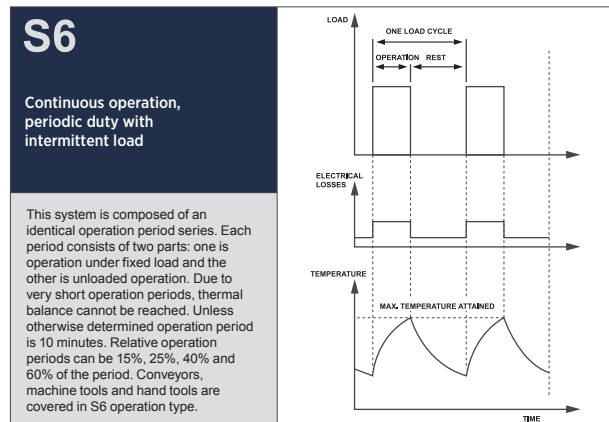 S6
Continuous operation,
periodic duty with
intermittent load
This system is composed of an
identical operation period series. Each
period consists of two parts: one is
operation under fixed load and the
other is unloaded operation. Due to
very short operation periods, thermal
balance cannot be reached. Unless
otherwise determined operation period
is 10 minutes. Relative operation
periods can be 15%, 25%, 40% and
60% of the period. Conveyors,
machine tools and hand tools are
covered in S6 operation type.
LOAD
ONE LOAD CYCLE
OPERATION REST
ELECTRICAL
LOSSES
TEMPERATURE
MAX. TEMPERATURE ATTAINED
TIME